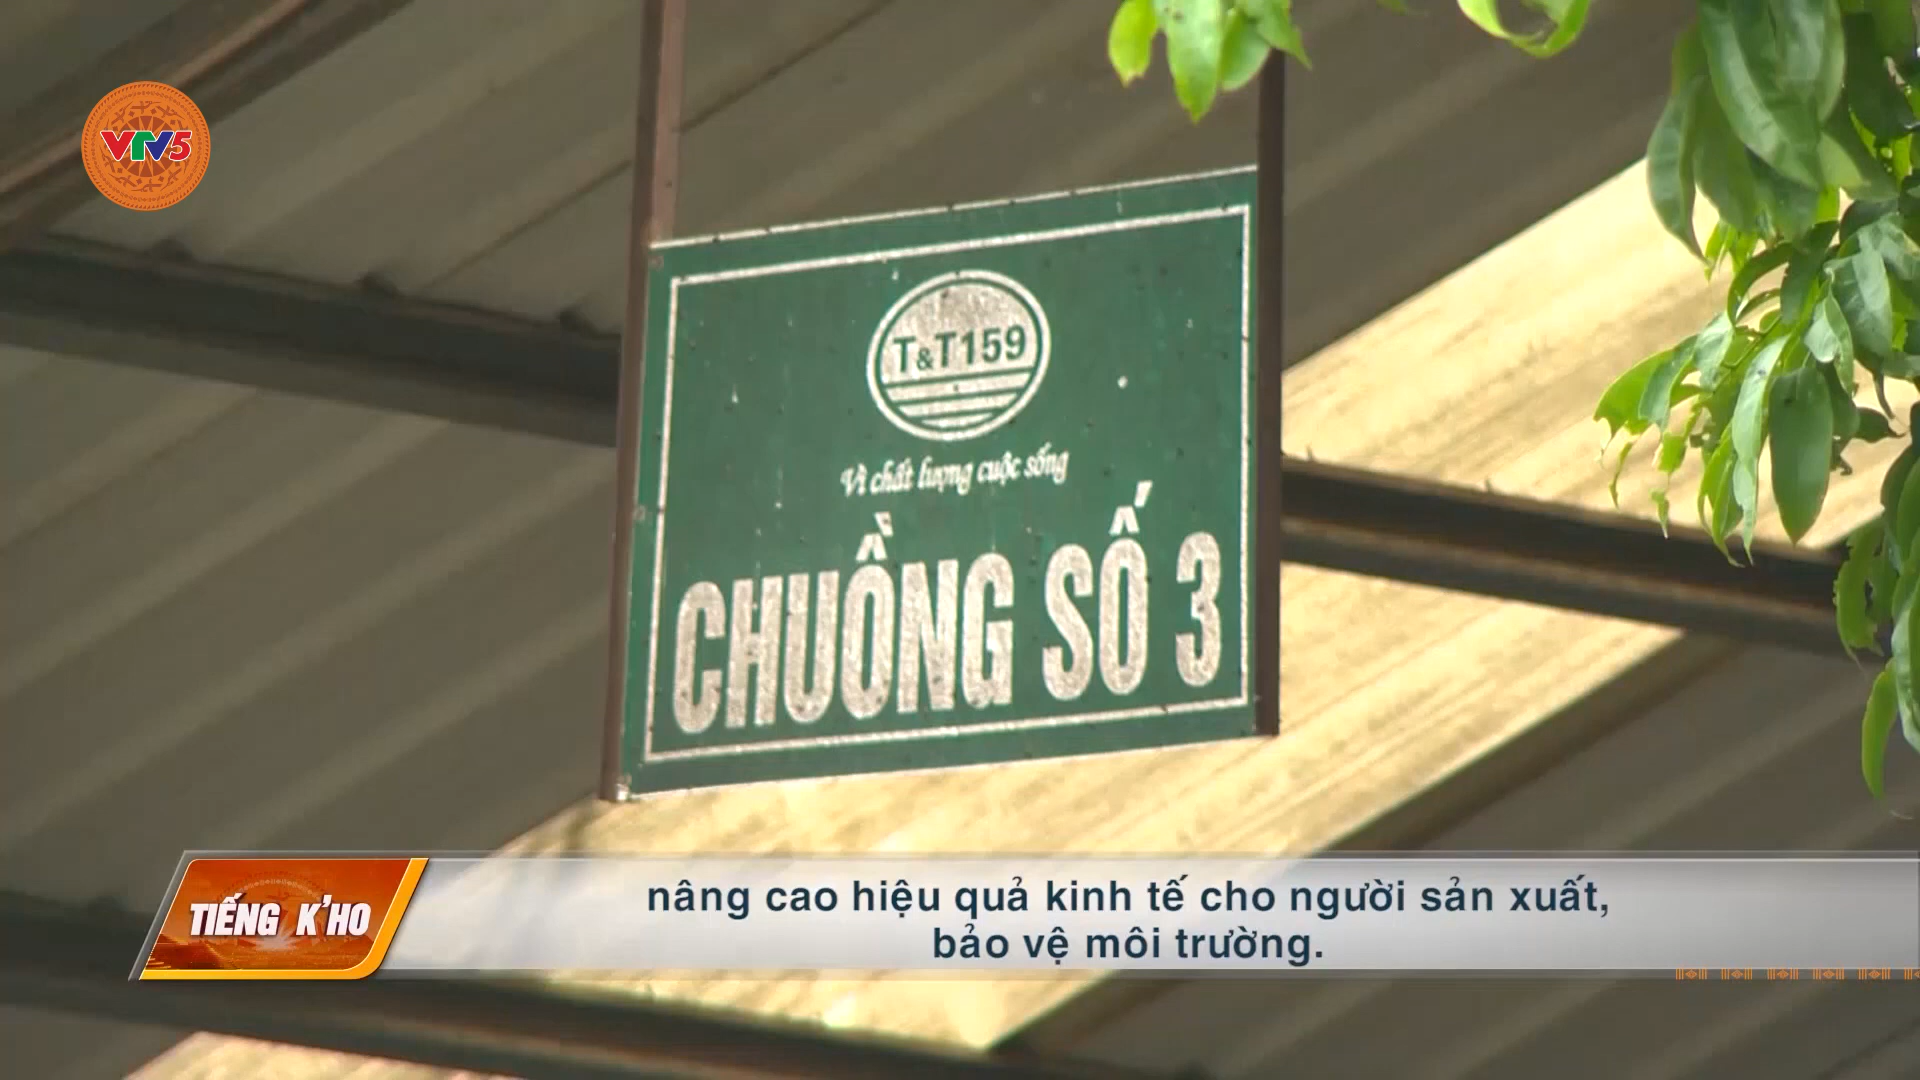 VTV5
T&T159
Vì chất lượng cuộc sống
CHUỒNG SỐ 3
TIẾNG K'HO
nâng cao hiệu quả kinh tế cho người sản xuất,
bảo vệ môi trường.